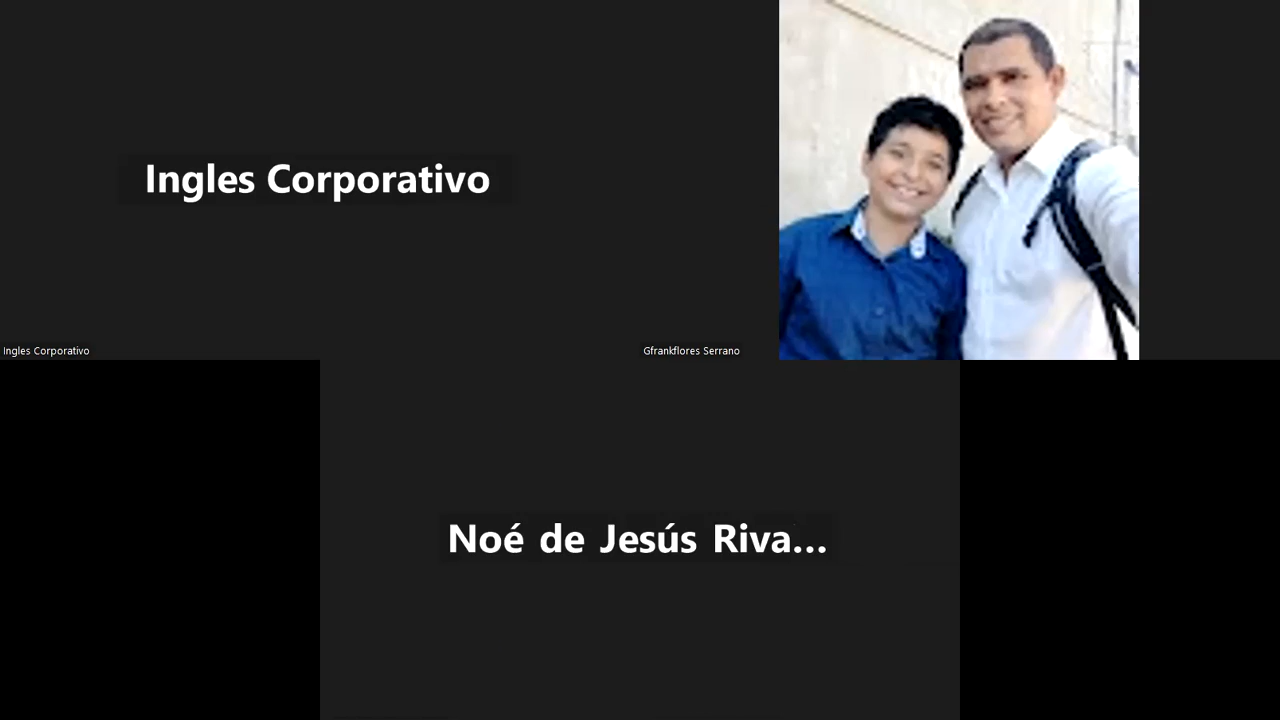 Ingles Corporativo
Ingles Corporativo
Gfrankflores Serrano
Noé de Jesús Riva...